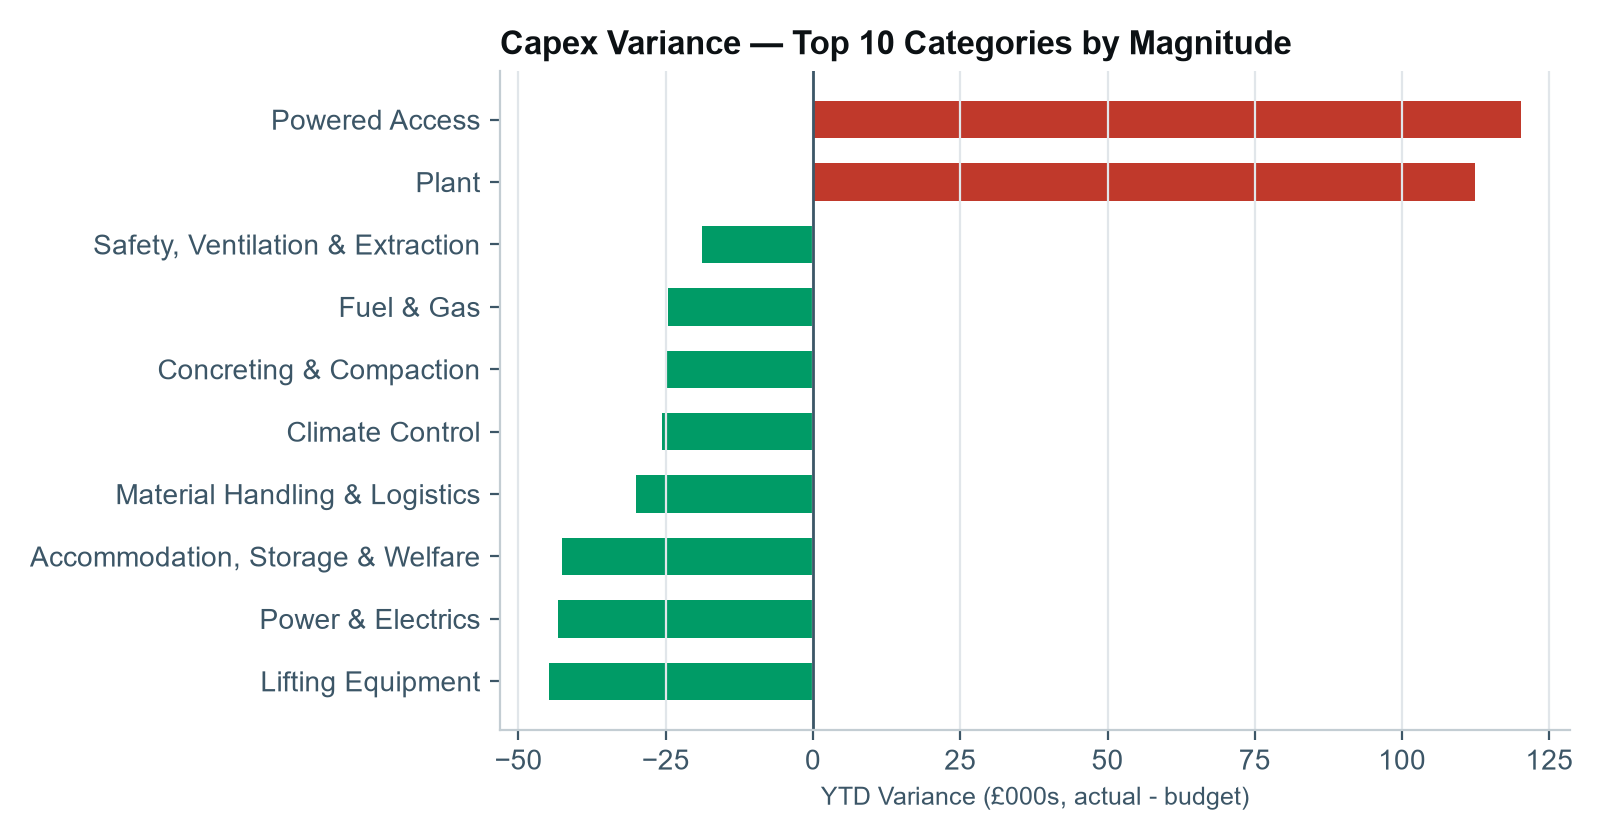 Capex Variance — Top 10 Categories by Magnitude
Powered Access
Plant
Safety, Ventilation & Extraction
Fuel & Gas
Concreting & Compaction
Climate Control
Material Handling & Logistics
Accommodation, Storage & Welfare
Power & Electrics
Lifting Equipment
−50 −25 0 25 50 75 100 125
YTD Variance (£000s, actual - budget)